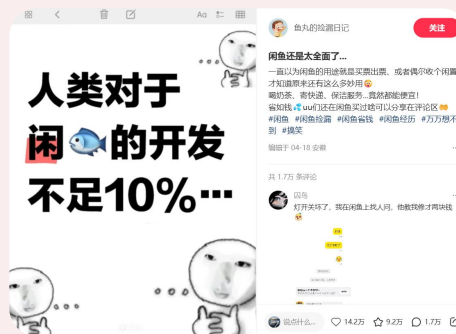 Aa
人类对于
闲🐟的开发
不足10%…
鱼丸的捡漏日记
关注
闲鱼还是太全面了...
一直以为闲鱼的用途就是买票出票，或者偶尔收个闲置
才知道原来还有这么多妙用
喝奶茶、寄快递、保洁服务...竟然都能便宜！
省如钱💦uu们还在闲鱼买过啥可以分享在评论区
#闲鱼 #闲鱼捡漏 #闲鱼省钱 #闲鱼经历 #万万想不
到 #搞笑
编辑于 04-18 安徽
共 1.7万 条评论
灯开关坏了，我在闲鱼上找人问，他教我修才两块钱
说点什么...
14.2万
9.2万
1.7万